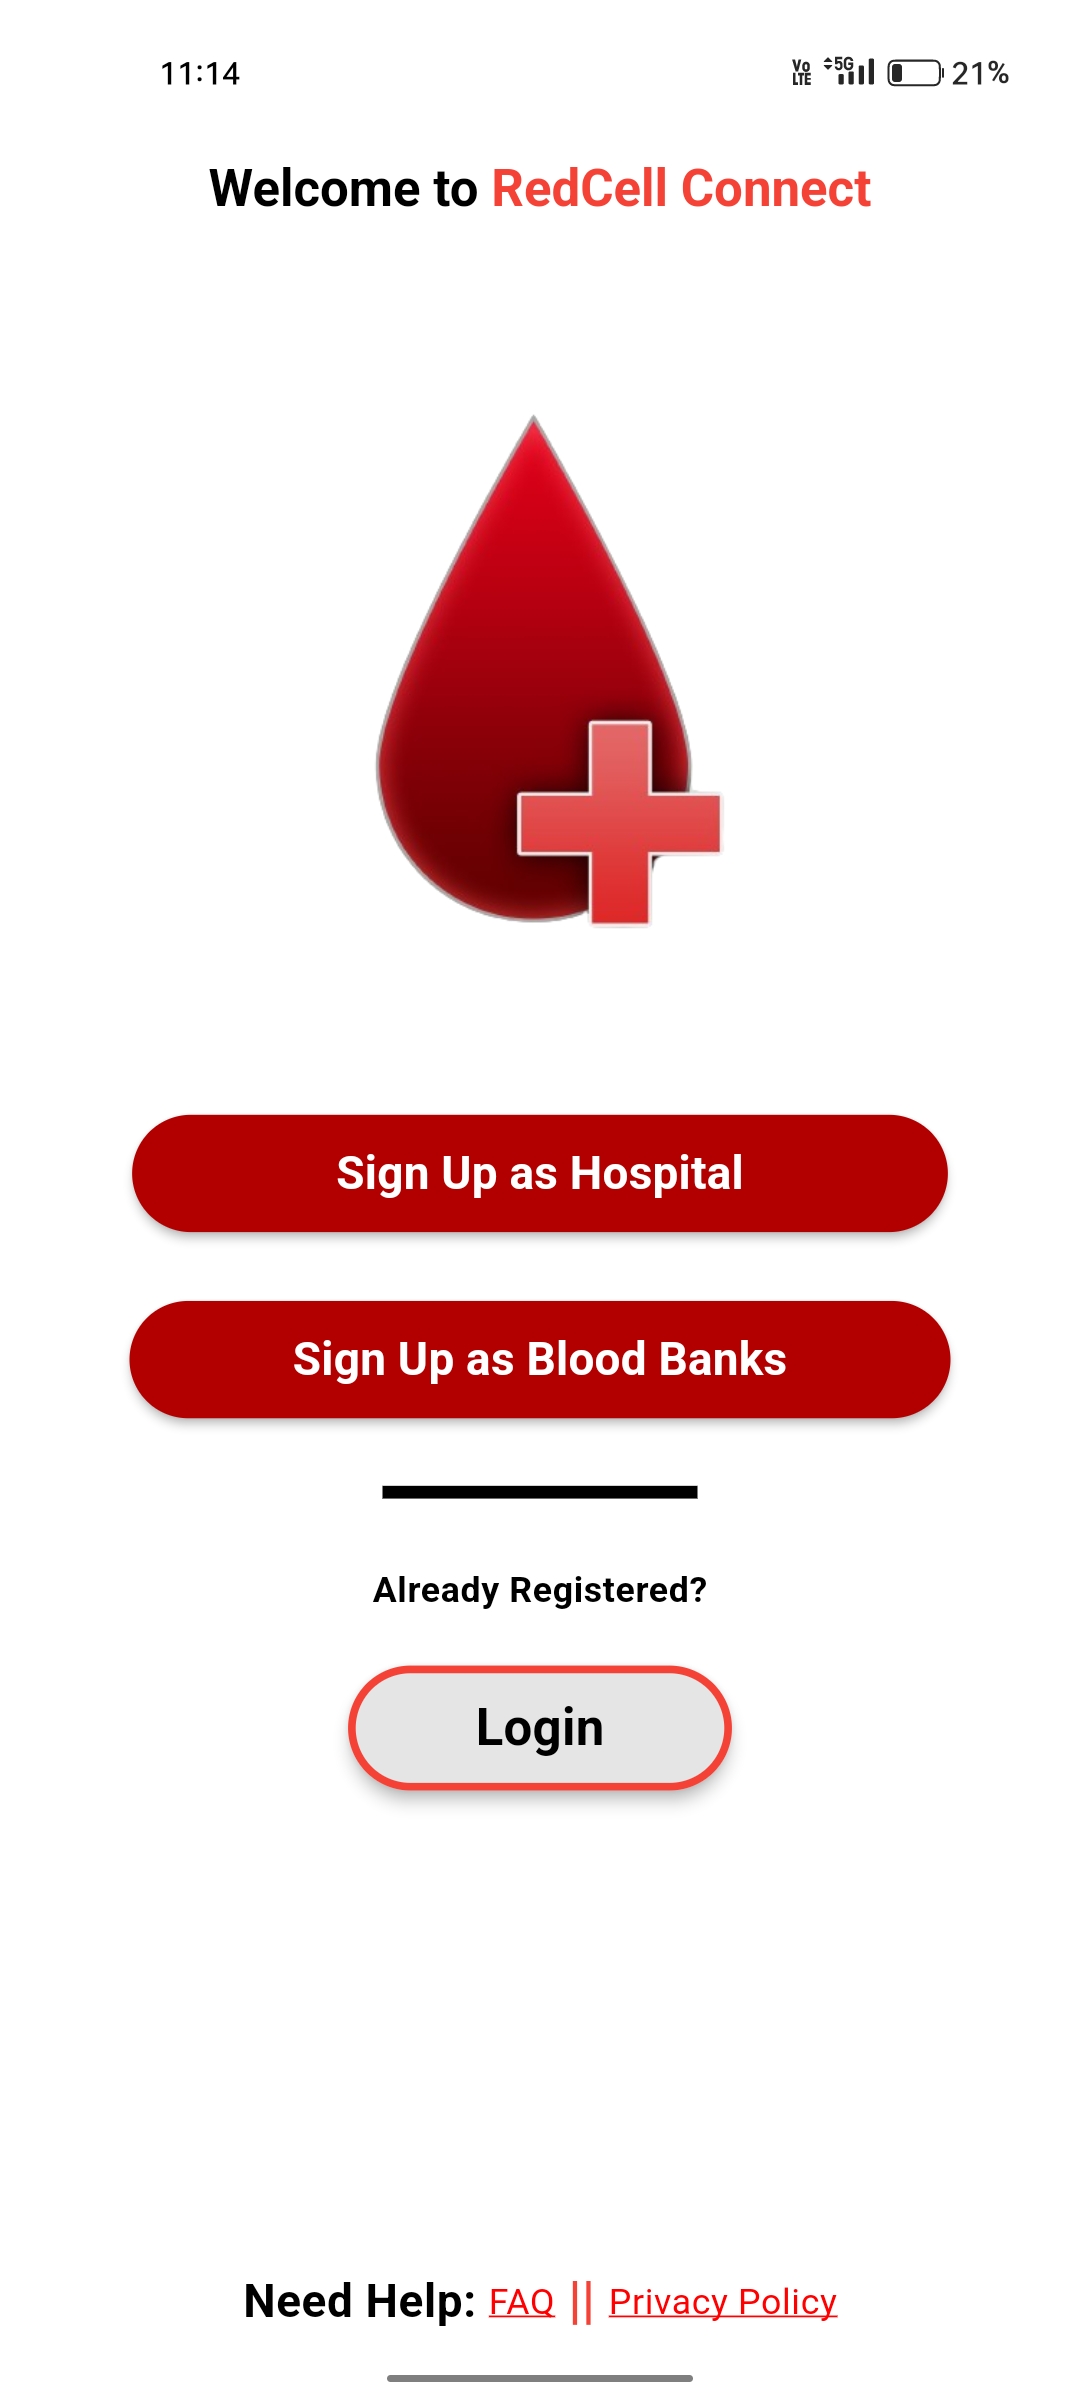 11:14 Vo LTE 5G 21%
Welcome to RedCell Connect
Sign Up as Hospital
Sign Up as Blood Banks
Already Registered?
Login
Need Help: FAQ || Privacy Policy